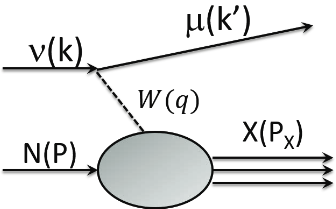 μ(k’)
ν(k)
W(q)
X(P_X)
N(P)